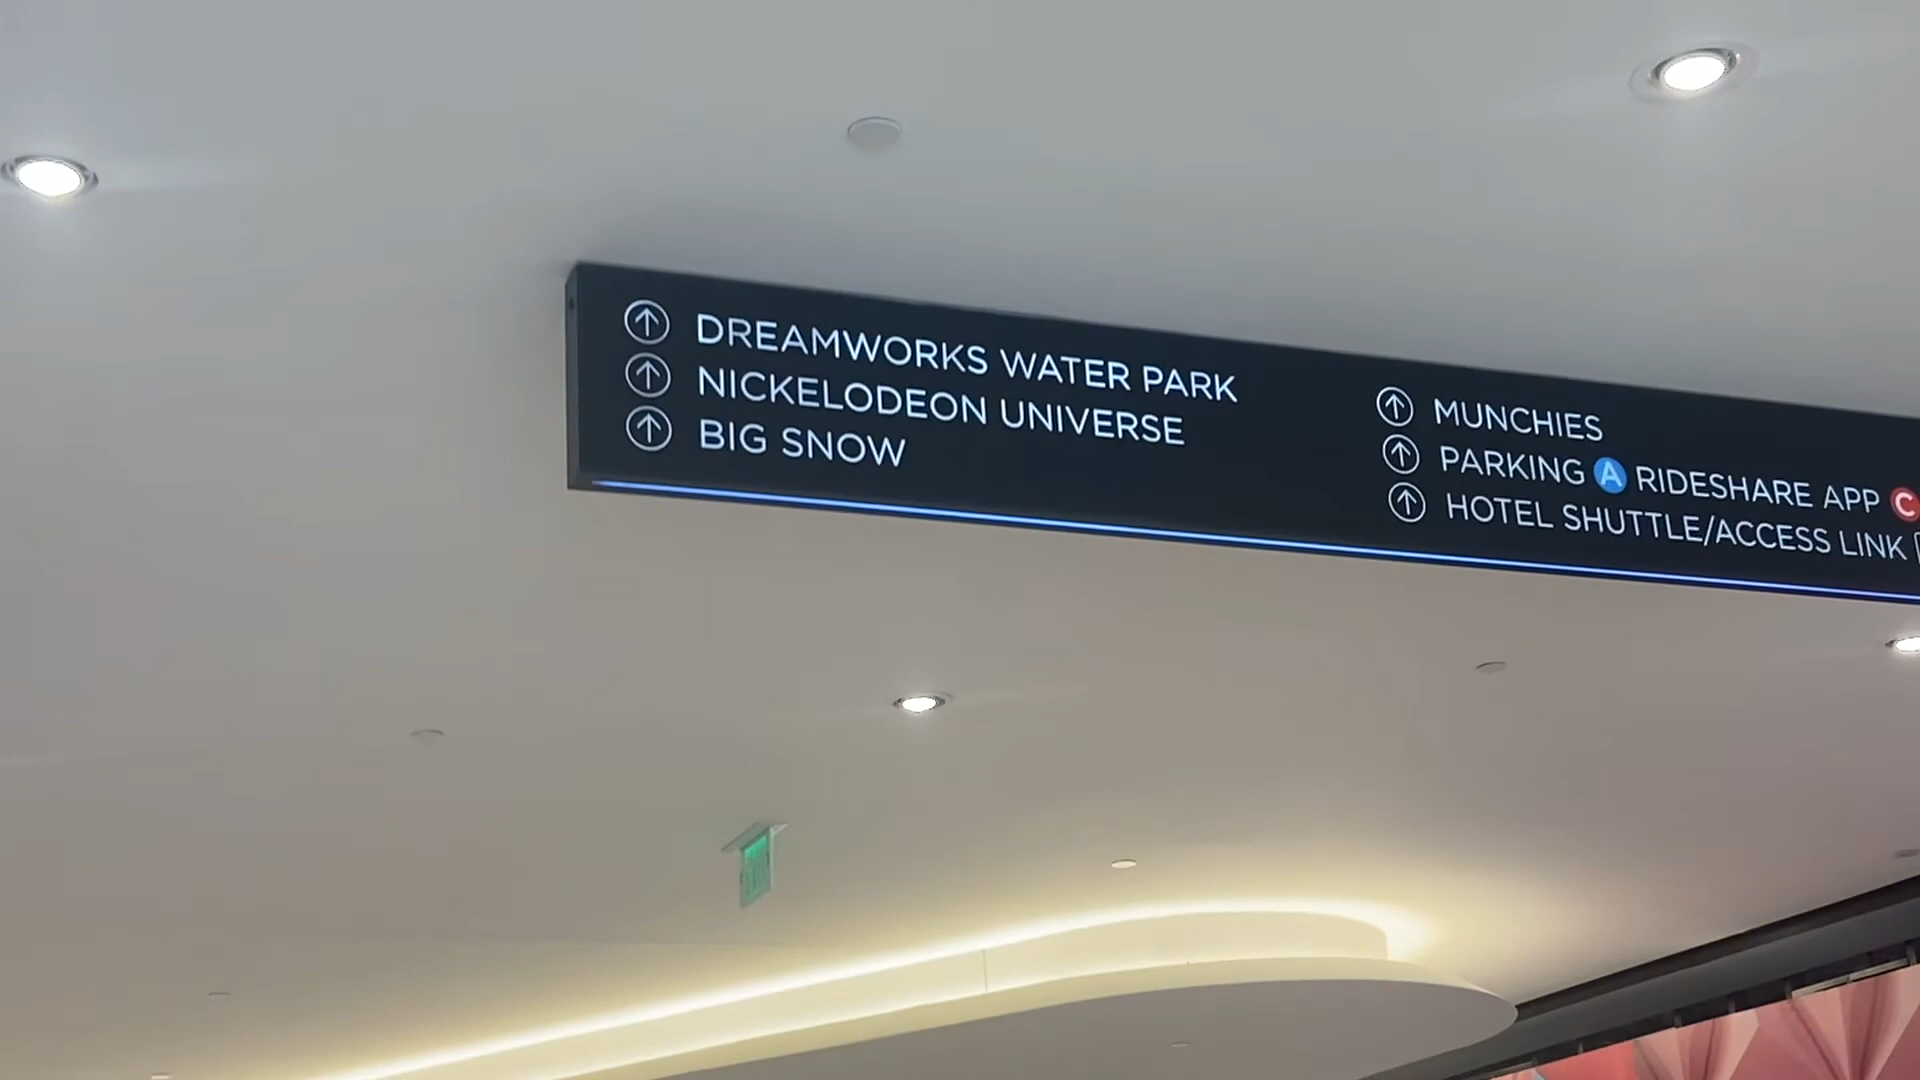 DREAMWORKS WATER PARK
NICKELODEON UNIVERSE
BIG SNOW
MUNCHIES
PARKING A RIDESHARE APP C
HOTEL SHUTTLE/ACCESS LINK